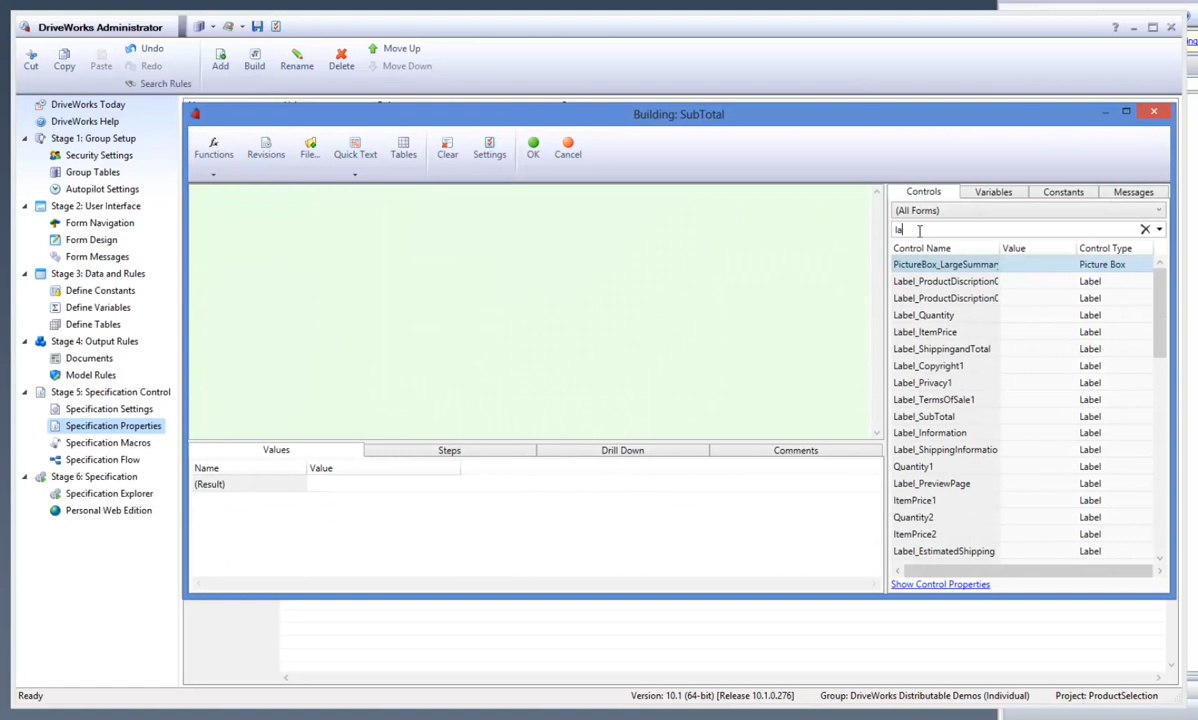 DriveWorks Administrator
Cut
Copy
Paste
Undo
Redo
Search Rules
Add
Build
Rename
Delete
Move Up
Move Down
DriveWorks Today
DriveWorks Help
Stage 1: Group Setup
Security Settings
Group Tables
Autopilot Settings
Stage 2: User Interface
Form Navigation
Form Design
Form Messages
Stage 3: Data and Rules
Define Constants
Define Variables
Define Tables
Stage 4: Output Rules
Documents
Model Rules
Stage 5: Specification Control
Specification Settings
Specification Properties
Specification Macros
Specification Flow
Stage 6: Specification
Specification Explorer
Personal Web Edition
Building: SubTotal
Functions
Revisions
File...
Quick Text
Tables
Clear
Settings
OK
Cancel
Controls Variables Constants Messages
(All Forms)
la
Control Name Value Control Type
PictureBox_LargeSummar Picture Box
Label_ProductDiscriptionC Label
Label_ProductDiscriptionC Label
Label_Quantity Label
Label_ItemPrice Label
Label_ShippingandTotal Label
Label_Copyright1 Label
Label_Privacy1 Label
Label_TermsOfSale1 Label
Label_SubTotal Label
Label_Information Label
Label_ShippingInformatio Label
Quantity1 Label
Label_PreviewPage Label
ItemPrice1 Label
Quantity2 Label
ItemPrice2 Label
Label_EstimatedShipping Label
Show Control Properties
Values Steps Drill Down Comments
Name Value
(Result)
Ready
Version: 10.1 (64-bit) [Release 10.1.0.276]
Group: DriveWorks Distributable Demos (Individual)
Project: ProductSelection